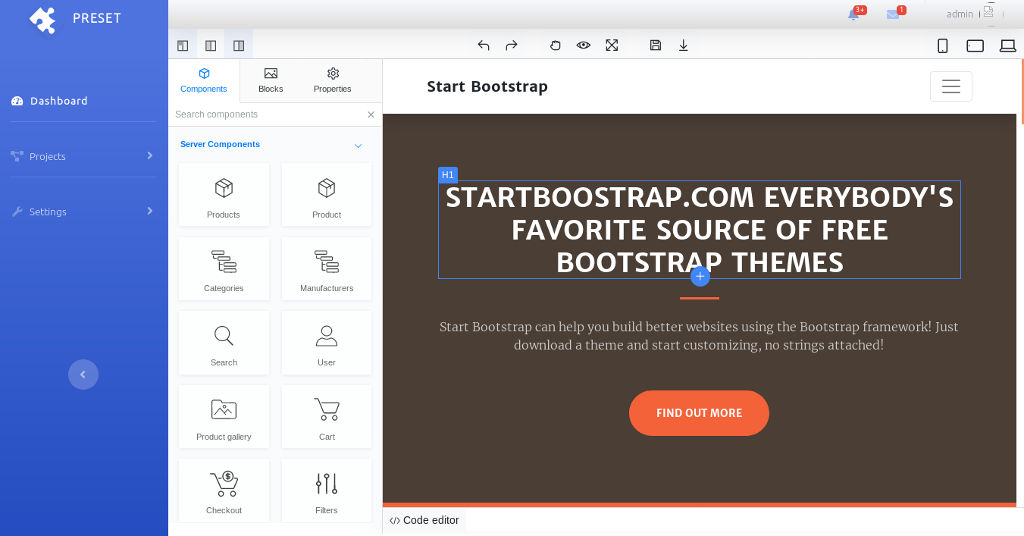 PRESET
3+
1
admin
Dashboard
Projects
Settings
Components
Blocks
Properties
Search components
Server Components
Products
Product
Categories
Manufacturers
Search
User
Product gallery
Cart
Checkout
Filters
Start Bootstrap
H1
STARTBOOSTRAP.COM EVERYBODY'S
FAVORITE SOURCE OF FREE
BOOTSTRAP THEMES
Start Bootstrap can help you build better websites using the Bootstrap framework! Just
download a theme and start customizing, no strings attached!
FIND OUT MORE
Code editor